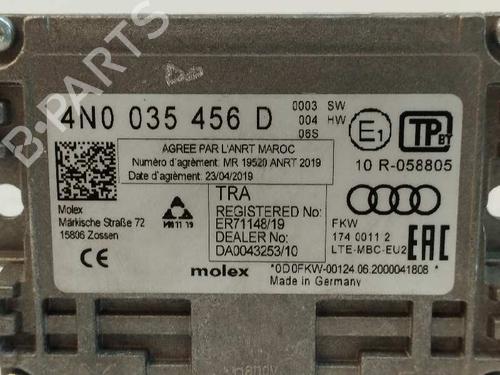 B-PARTS
4N0 035 456 D
0003 SW
004 HW
08S
E1
TP BT
10 R-058805
AGREE PAR L'ANRT MAROC
Numéro d'agrément: MR 19520 ANRT 2019
Date d'agrément: 23/04/2019
Molex
Märkische Straße 72
15806 Zossen
TRA
REGISTERED No:
ER71148/19
DEALER No:
DA0043253/10
FKW
174 0011 2
LTE-MBC-EU2
EAC
CE
molex
*0D0FKW-00124.06.2000041808 *
Made in Germany